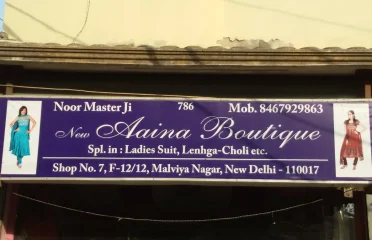 Noor Master Ji 786 Mob. 8467929863
New Aaina Boutique
Spl. in : Ladies Suit, Lenhga-Choli etc.
Shop No. 7, F-12/12, Malviya Nagar, New Delhi - 110017